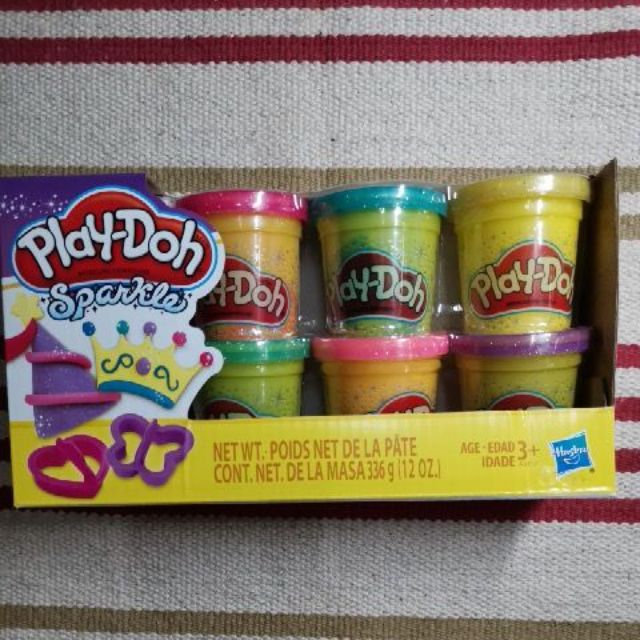 Play-Doh
Sparkle
Play-Doh
Play-Doh
Play-Doh
NET WT. · POIDS NET DE LA PÂTE
CONT. NET. DE LA MASA 336 g (12 OZ.)
AGE · EDAD 3+
IDADE
Hasbro